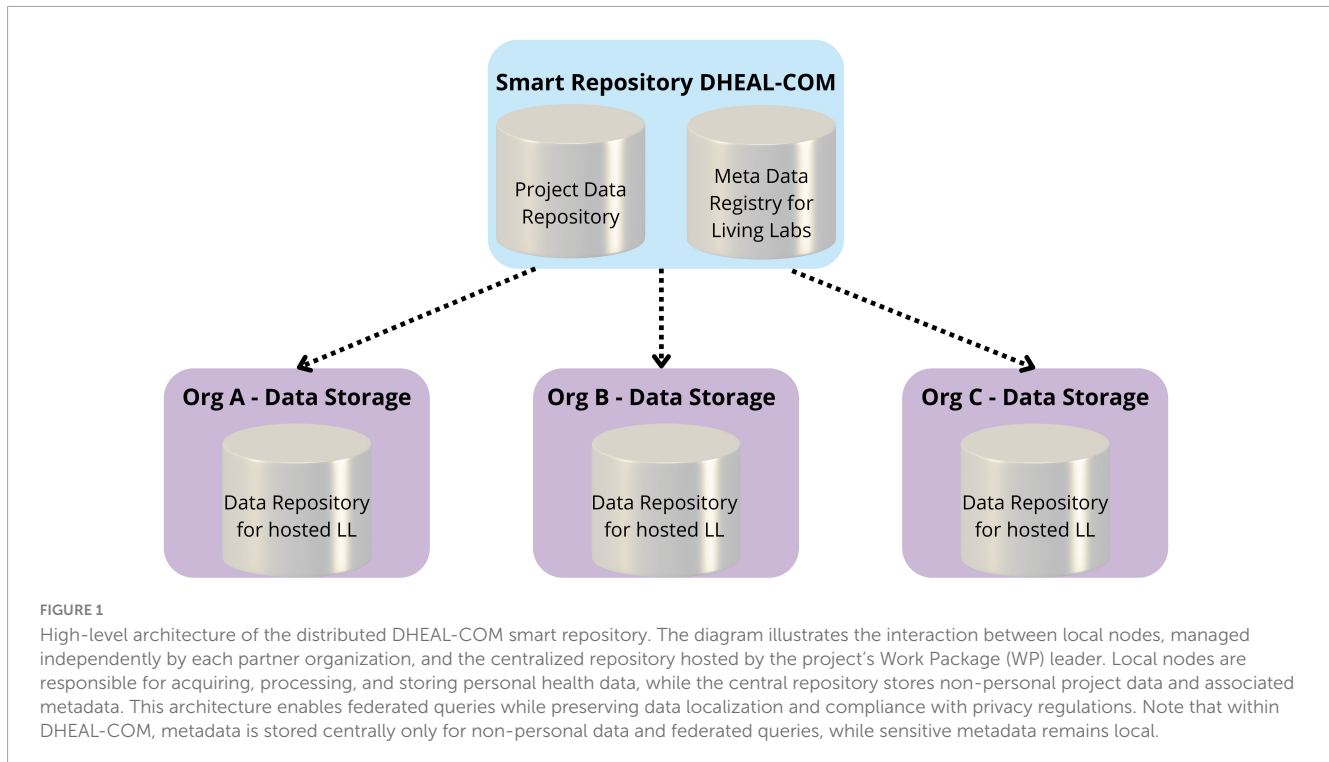 Smart Repository DHEAL-COM
Project Data
Repository
Meta Data
Registry for
Living Labs
Org A - Data Storage
Data Repository
for hosted LL
Org B - Data Storage
Data Repository
for hosted LL
Org C - Data Storage
Data Repository
for hosted LL
FIGURE 1
High-level architecture of the distributed DHEAL-COM smart repository. The diagram illustrates the interaction between local nodes, managed
independently by each partner organization, and the centralized repository hosted by the project’s Work Package (WP) leader. Local nodes are
responsible for acquiring, processing, and storing personal health data, while the central repository stores non-personal project data and associated
metadata. This architecture enables federated queries while preserving data localization and compliance with privacy regulations. Note that within
DHEAL-COM, metadata is stored centrally only for non-personal data and federated queries, while sensitive metadata remains local.